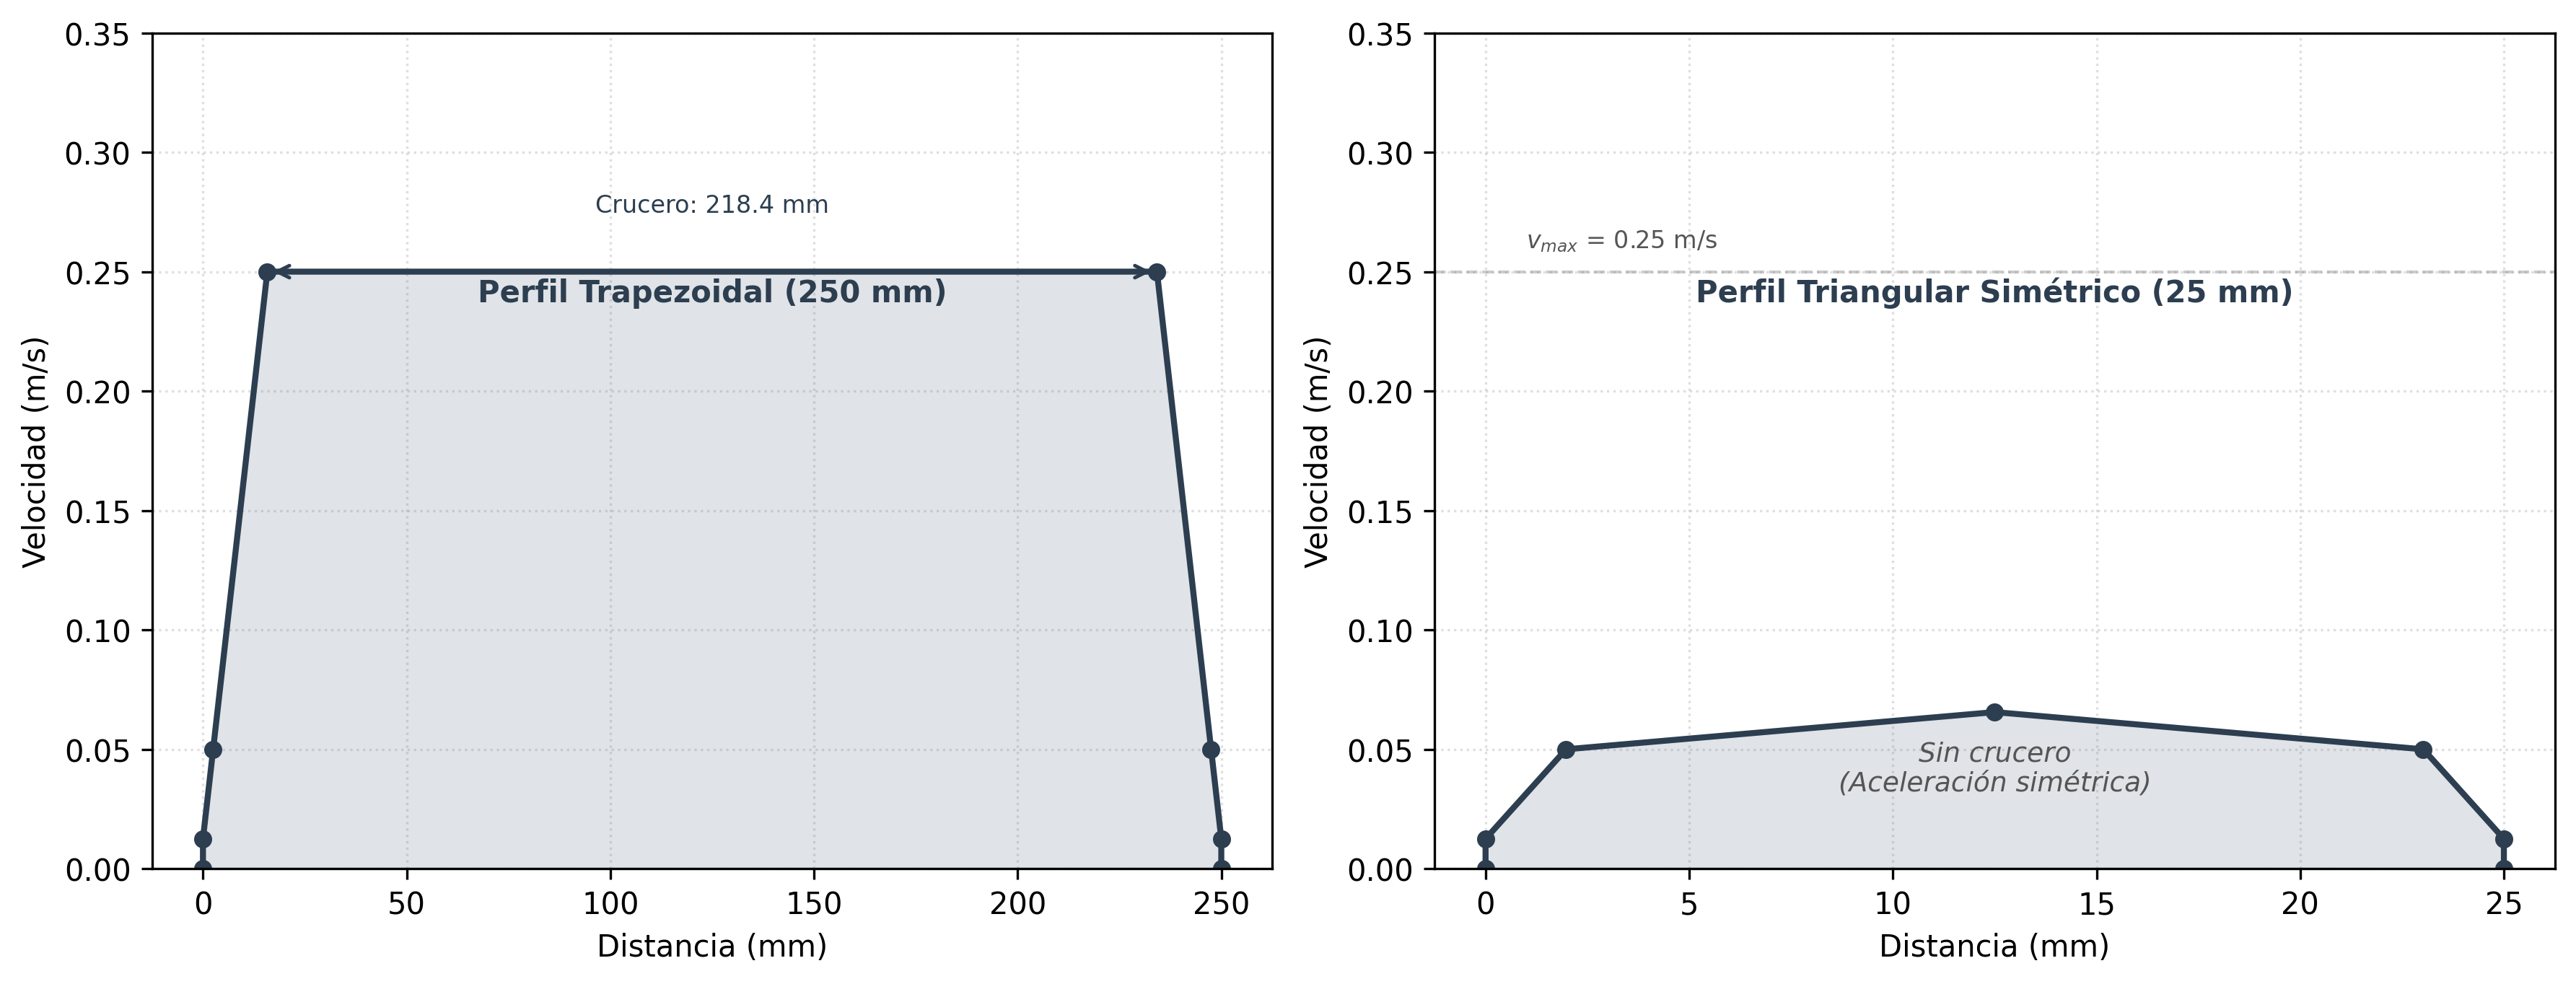 0.35
0.30
0.25
0.20
0.15
0.10
0.05
0.00
Velocidad (m/s)
Crucero: 218.4 mm
Perfil Trapezoidal (250 mm)
0 50 100 150 200 250
Distancia (mm)
0.35
0.30
0.25
0.20
0.15
0.10
0.05
0.00
Velocidad (m/s)
vmax = 0.25 m/s
Perfil Triangular Simétrico (25 mm)
Sin crucero
(Aceleración simétrica)
0 5 10 15 20 25
Distancia (mm)